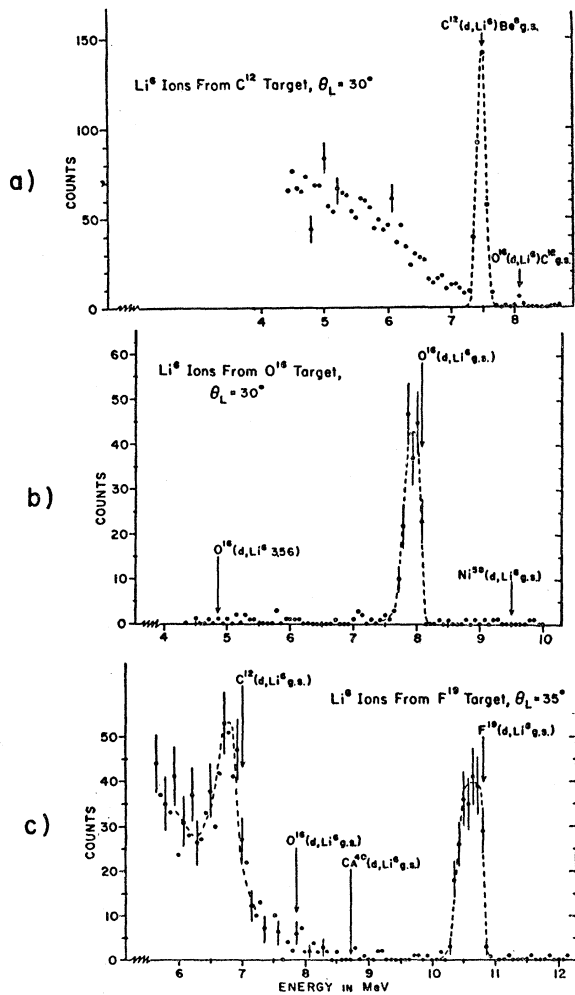 a)
COUNTS
150
100
50
0
Li⁶ Ions From C¹² Target, θL = 30°
C¹²(d,Li⁶)Be⁸g.s.
O¹⁶(d,Li⁶)C¹²g.s.
4 5 6 7 8
b)
COUNTS
60
50
40
30
20
10
0
Li⁶ Ions From O¹⁶ Target,
θL = 30°
O¹⁶(d,Li⁶g.s.)
O¹⁶(d,Li⁶ 3.56)
Ni⁵⁸(d,Li⁶g.s.)
4 5 6 7 8 9 10
c)
COUNTS
50
40
30
20
10
0
C¹²(d,Li⁶g.s.)
Li⁶ Ions From F¹⁹ Target, θL = 35°
F¹⁹(d,Li⁶g.s.)
O¹⁶(d,Li⁶g.s.)
CA⁴⁰(d,Li⁶g.s.)
6 7 8 9 10 11 12
ENERGY IN MeV